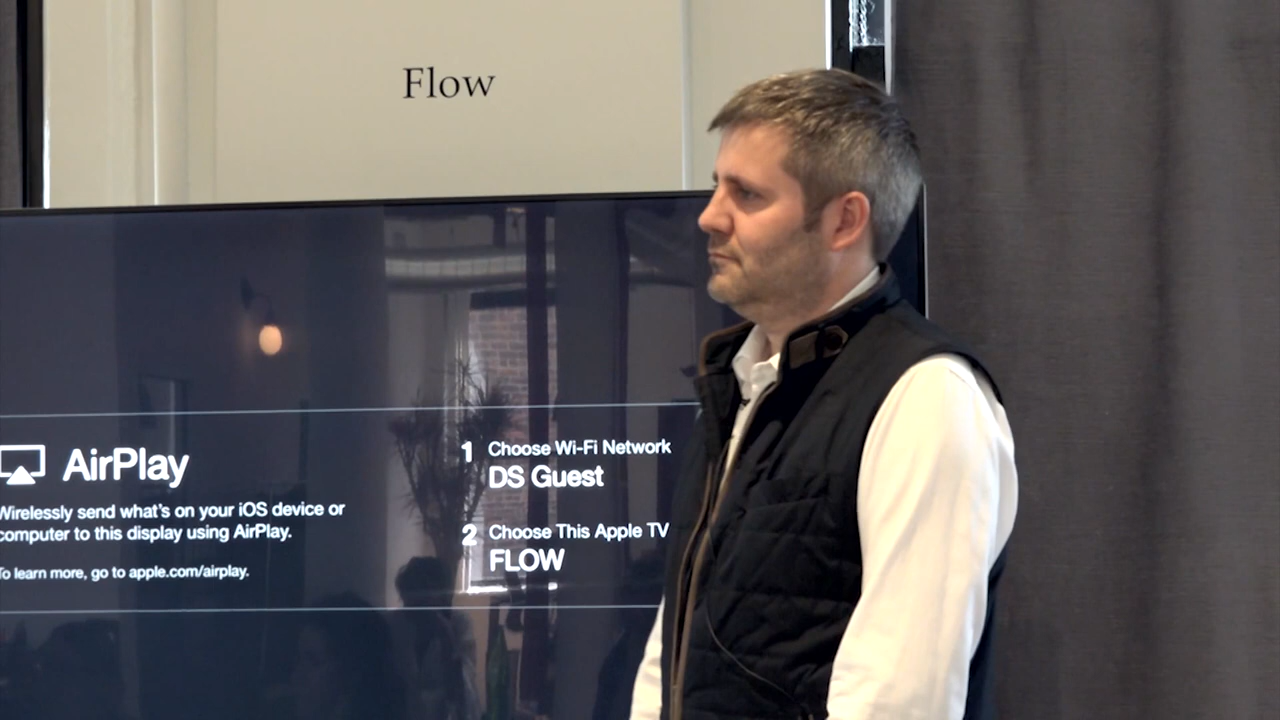 Flow
AirPlay
Wirelessly send what's on your iOS device or
computer to this display using AirPlay.
To learn more, go to apple.com/airplay.
1 Choose Wi-Fi Network
DS Guest
2 Choose This Apple TV
FLOW